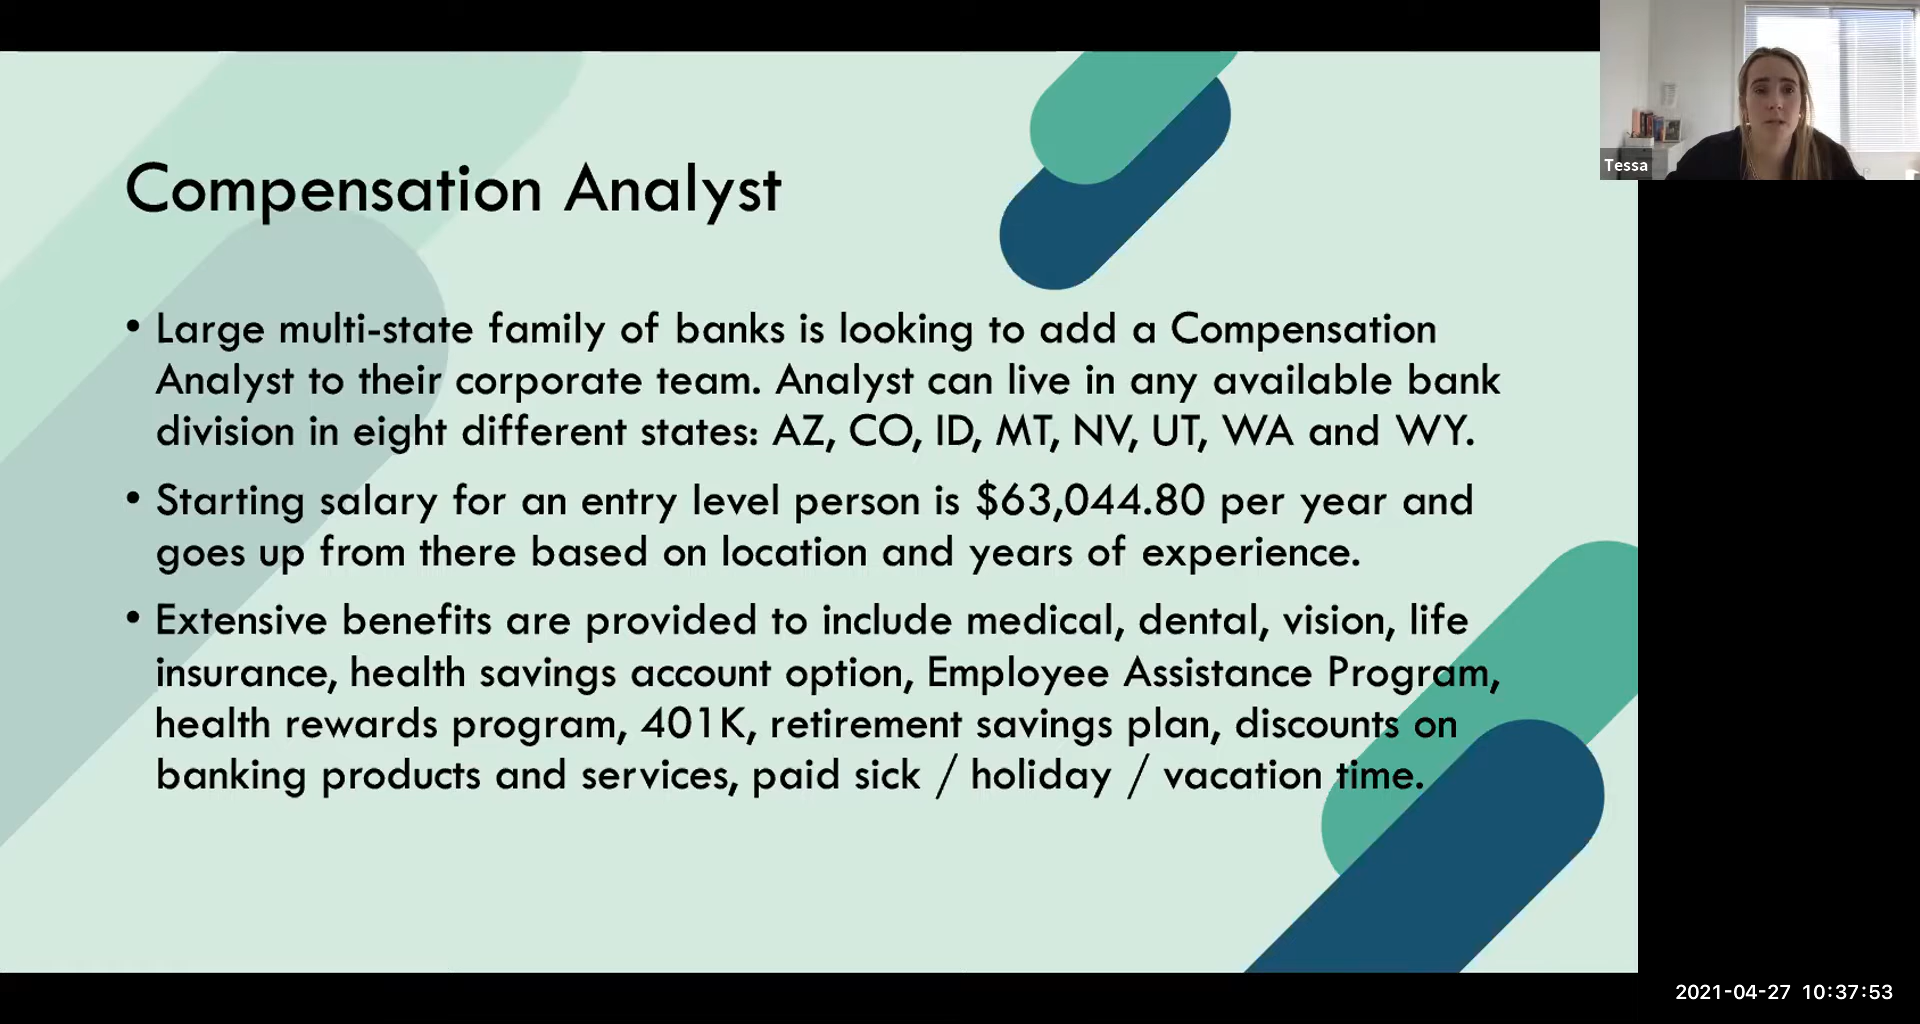 Compensation Analyst
• Large multi-state family of banks is looking to add a Compensation
Analyst to their corporate team. Analyst can live in any available bank
division in eight different states: AZ, CO, ID, MT, NV, UT, WA and WY.
• Starting salary for an entry level person is $63,044.80 per year and
goes up from there based on location and years of experience.
• Extensive benefits are provided to include medical, dental, vision, life
insurance, health savings account option, Employee Assistance Program,
health rewards program, 401K, retirement savings plan, discounts on
banking products and services, paid sick / holiday / vacation time.
Tessa
2021-04-27 10:37:53